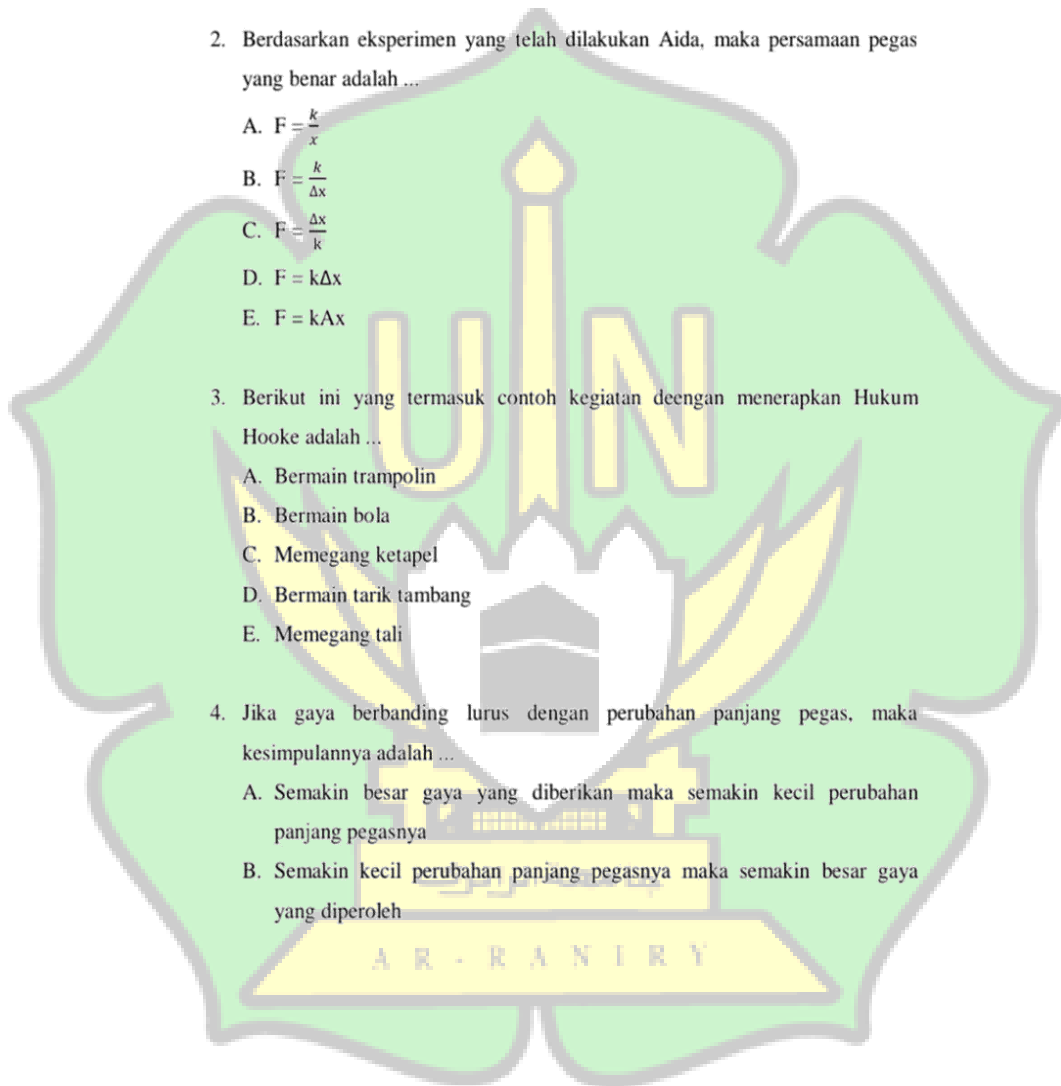 2. Berdasarkan eksperimen yang telah dilakukan Aida, maka persamaan pegas
yang benar adalah ...
A. F = k/x
B. F = k/Δx
C. F = Δx/k
D. F = kΔx
E. F = kAx
3. Berikut ini yang termasuk contoh kegiatan deengan menerapkan Hukum
Hooke adalah ...
A. Bermain trampolin
B. Bermain bola
C. Memegang ketapel
D. Bermain tarik tambang
E. Memegang tali
4. Jika gaya berbanding lurus dengan perubahan panjang pegas, maka
kesimpulannya adalah ...
A. Semakin besar gaya yang diberikan maka semakin kecil perubahan
panjang pegasnya
B. Semakin kecil perubahan panjang pegasnya maka semakin besar gaya
yang diperoleh
UIN
AR-RANIRY